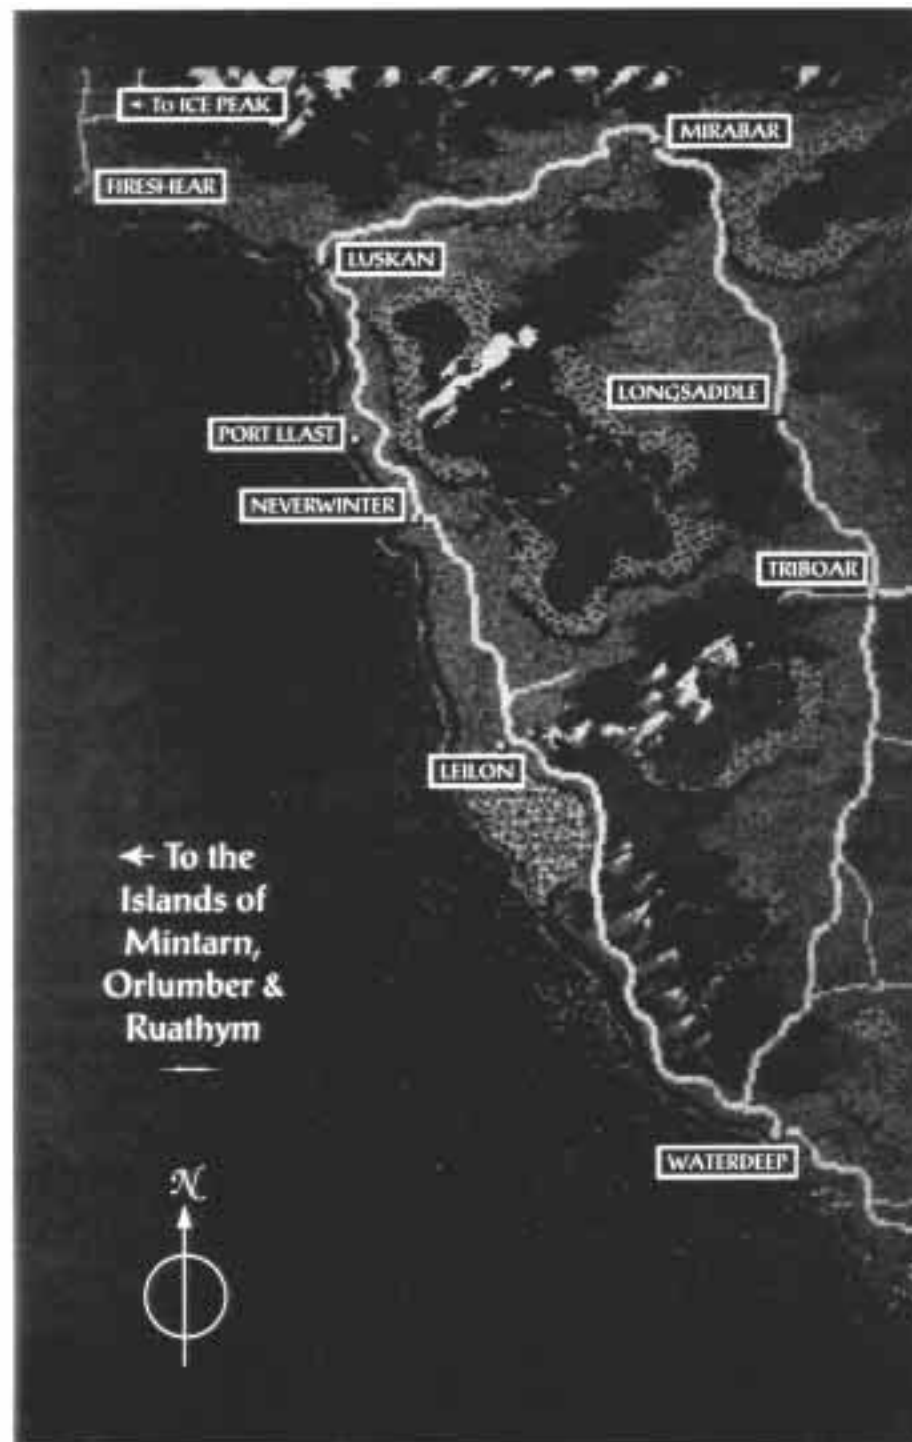 ← To ICE PEAK
MIRABAR
FIRESHEAR
LUSKAN
LONGSADDLE
PORT LLAST
NEVERWINTER
TRIBOAR
LEILON
← To the
Islands of
Mintarn,
Orlumber &
Ruathym
WATERDEEP
N